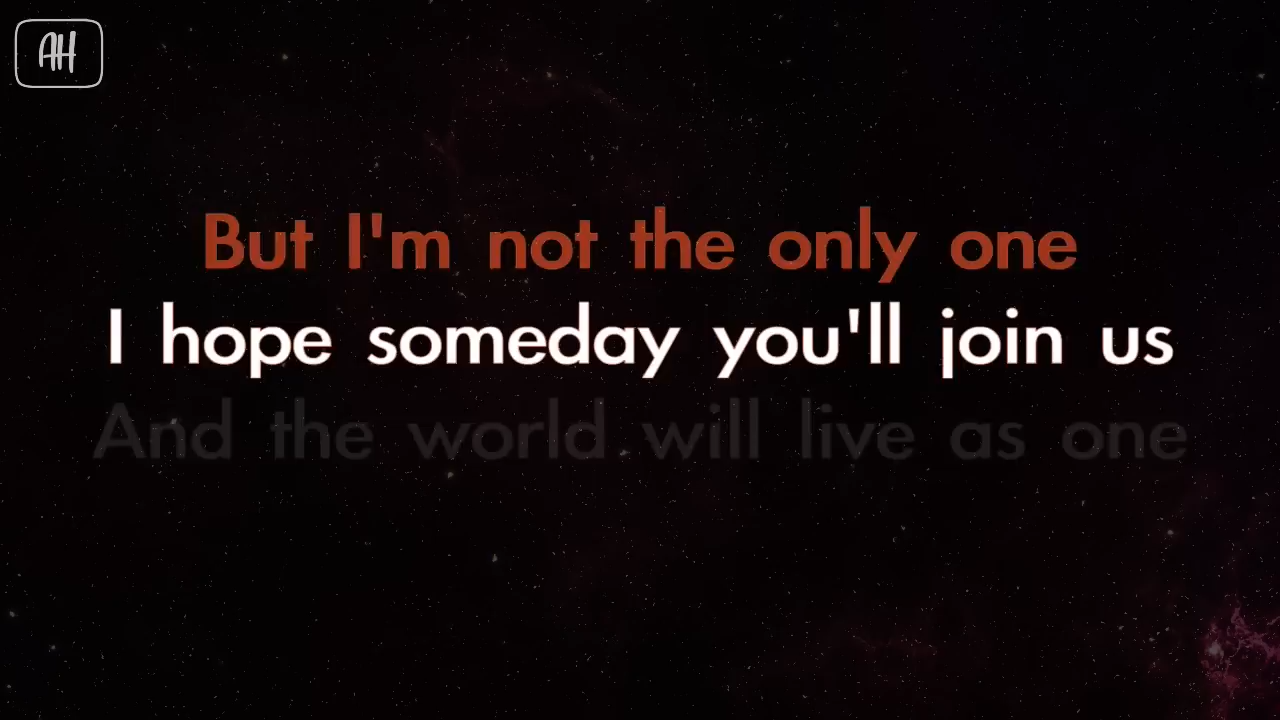 AH
But I'm not the only one
I hope someday you'll join us
And the world will live as one